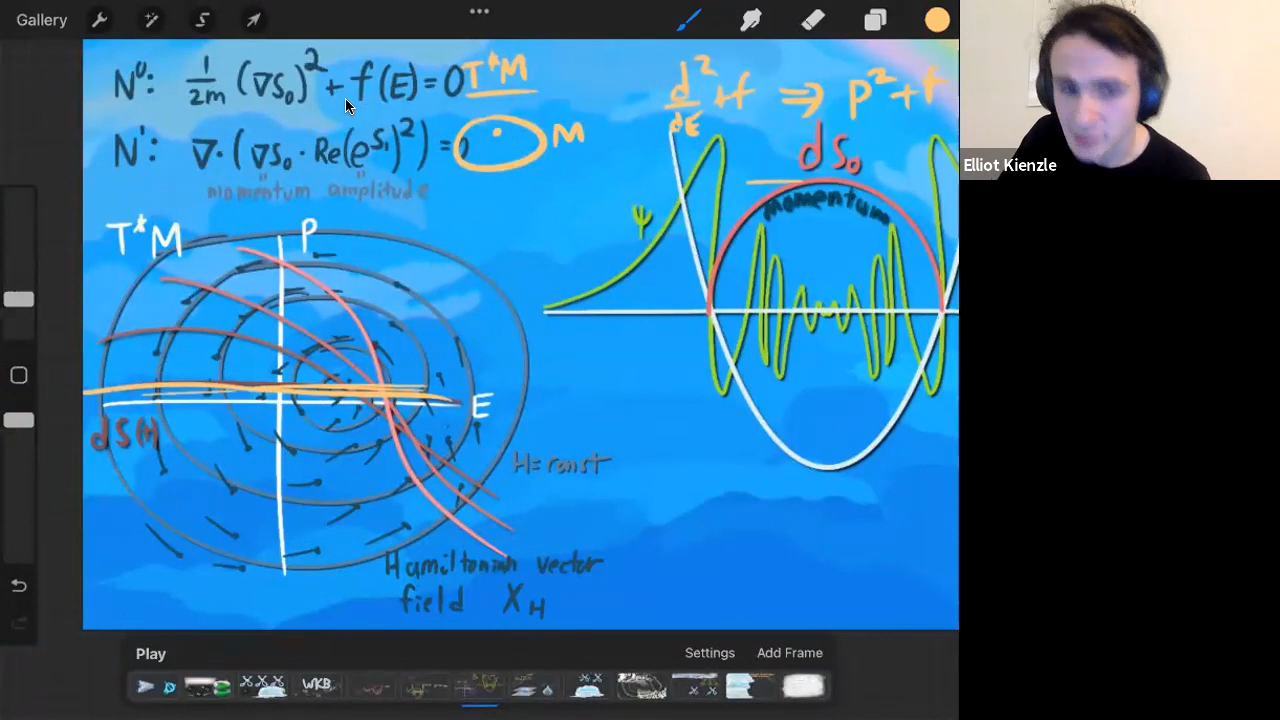 Gallery
N⁰: 1/2m (∇S₀)² + f(E) = 0 T*M
N¹: ∇·(∇S₀ · Re(e^S₁)²) = 0 M
momentum amplitude
d²/dE + f ⇒ p² + f
dS₀
momentum
ψ
Elliot Kienzle
T*M P
E
dS(t)
H=const
Hamiltonian vector
field X_H
Play Settings Add Frame
WKB